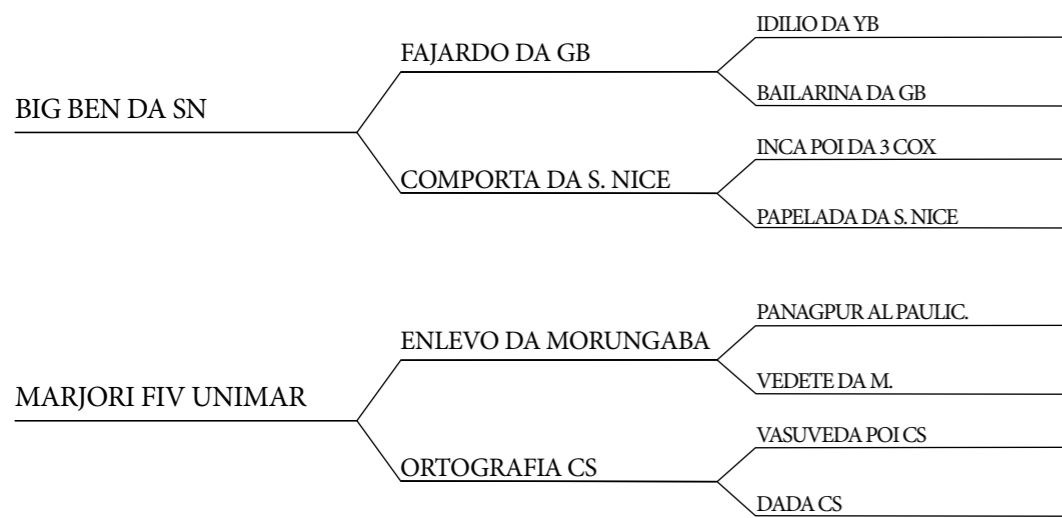 IDILIO DA YB
FAJARDO DA GB
BAILARINA DA GB
BIG BEN DA SN
INCA POI DA 3 COX
COMPORTA DA S. NICE
PAPELADA DA S. NICE
PANAGPUR AL PAULIC.
ENLEVO DA MORUNGABA
VEDETE DA M.
MARJORI FIV UNIMAR
VASUVEDA POI CS
ORTOGRAFIA CS
DADA CS